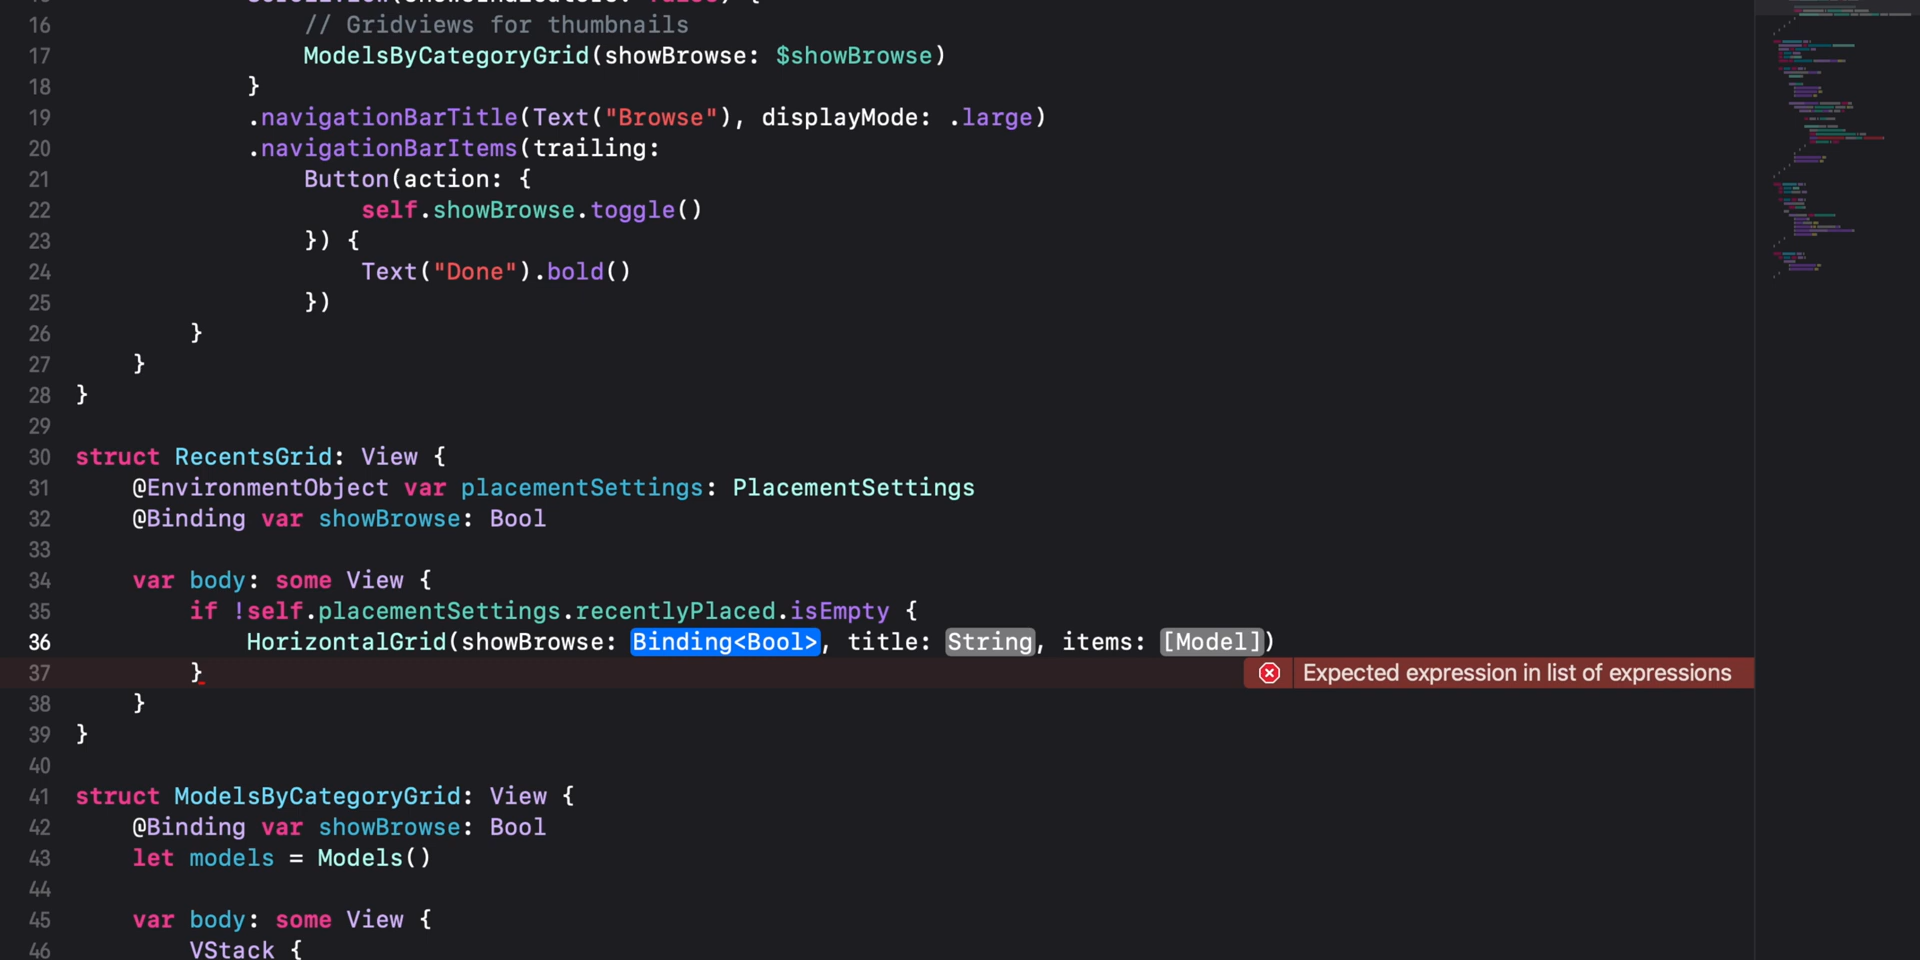 16 // Gridviews for thumbnails
17 ModelsByCategoryGrid(showBrowse: $showBrowse)
18 }
19 .navigationBarTitle(Text("Browse"), displayMode: .large)
20 .navigationBarItems(trailing:
21 Button(action: {
22 self.showBrowse.toggle()
23 }) {
24 Text("Done").bold()
25 })
26 }
27 }
28 }
29
30 struct RecentsGrid: View {
31 @EnvironmentObject var placementSettings: PlacementSettings
32 @Binding var showBrowse: Bool
33
34 var body: some View {
35 if !self.placementSettings.recentlyPlaced.isEmpty {
36 HorizontalGrid(showBrowse: Binding<Bool>, title: String, items: [Model])
37 } Expected expression in list of expressions
38 }
39 }
40
41 struct ModelsByCategoryGrid: View {
42 @Binding var showBrowse: Bool
43 let models = Models()
44
45 var body: some View {
46 VStack {